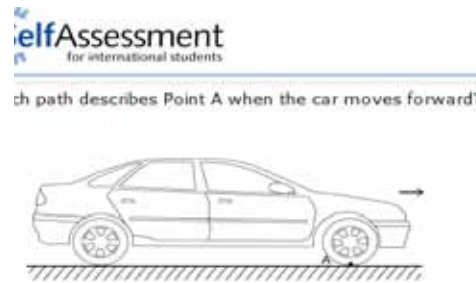 elfAssessment
for international students
ch path describes Point A when the car moves forward?
A